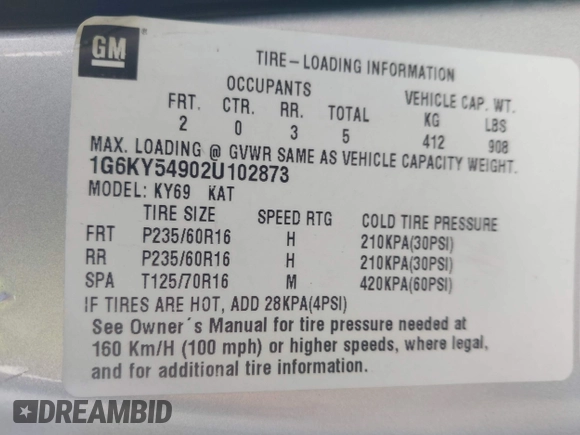 GM
TIRE-LOADING INFORMATION
OCCUPANTS VEHICLE CAP. WT.
FRT. CTR. RR. TOTAL KG LBS
2 0 3 5 412 908
MAX. LOADING @ GVWR SAME AS VEHICLE CAPACITY WEIGHT.
1G6KY54902U102873
MODEL: KY69 KAT
TIRE SIZE SPEED RTG COLD TIRE PRESSURE
FRT P235/60R16 H 210KPA(30PSI)
RR P235/60R16 H 210KPA(30PSI)
SPA T125/70R16 M 420KPA(60PSI)
IF TIRES ARE HOT, ADD 28KPA(4PSI)
See Owner´s Manual for tire pressure needed at
160 Km/H (100 mph) or higher speeds, where legal,
and for additional tire information.
DREAMBID